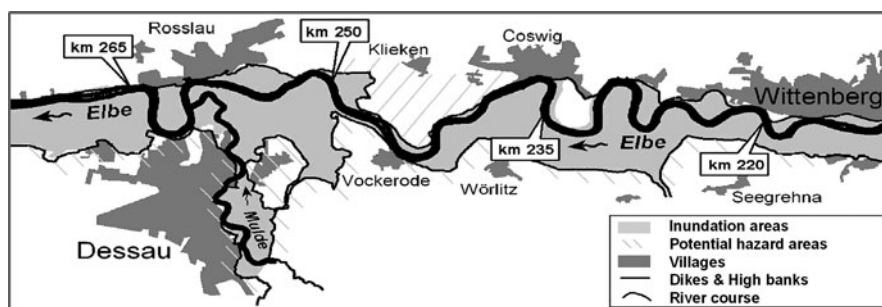 Rosslau
km 265
km 250
Klieken
Coswig
Wittenberg
Elbe
Elbe
km 235
km 220
Vockerode
Wörlitz
Seegrehna
Mulde
Dessau
Inundation areas
Potential hazard areas
Villages
Dikes & High banks
River course